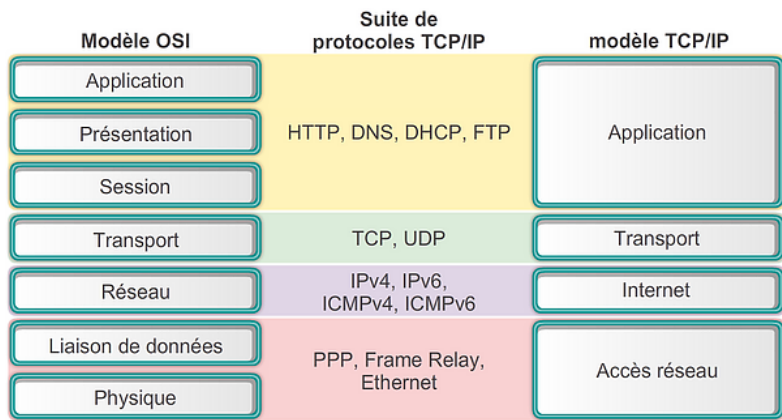 Modèle OSI
Suite de
protocoles TCP/IP
modèle TCP/IP
Application
Présentation
Session
HTTP, DNS, DHCP, FTP
Application
Transport
TCP, UDP
Transport
Réseau
IPv4, IPv6,
ICMPv4, ICMPv6
Internet
Liaison de données
Physique
PPP, Frame Relay,
Ethernet
Accès réseau